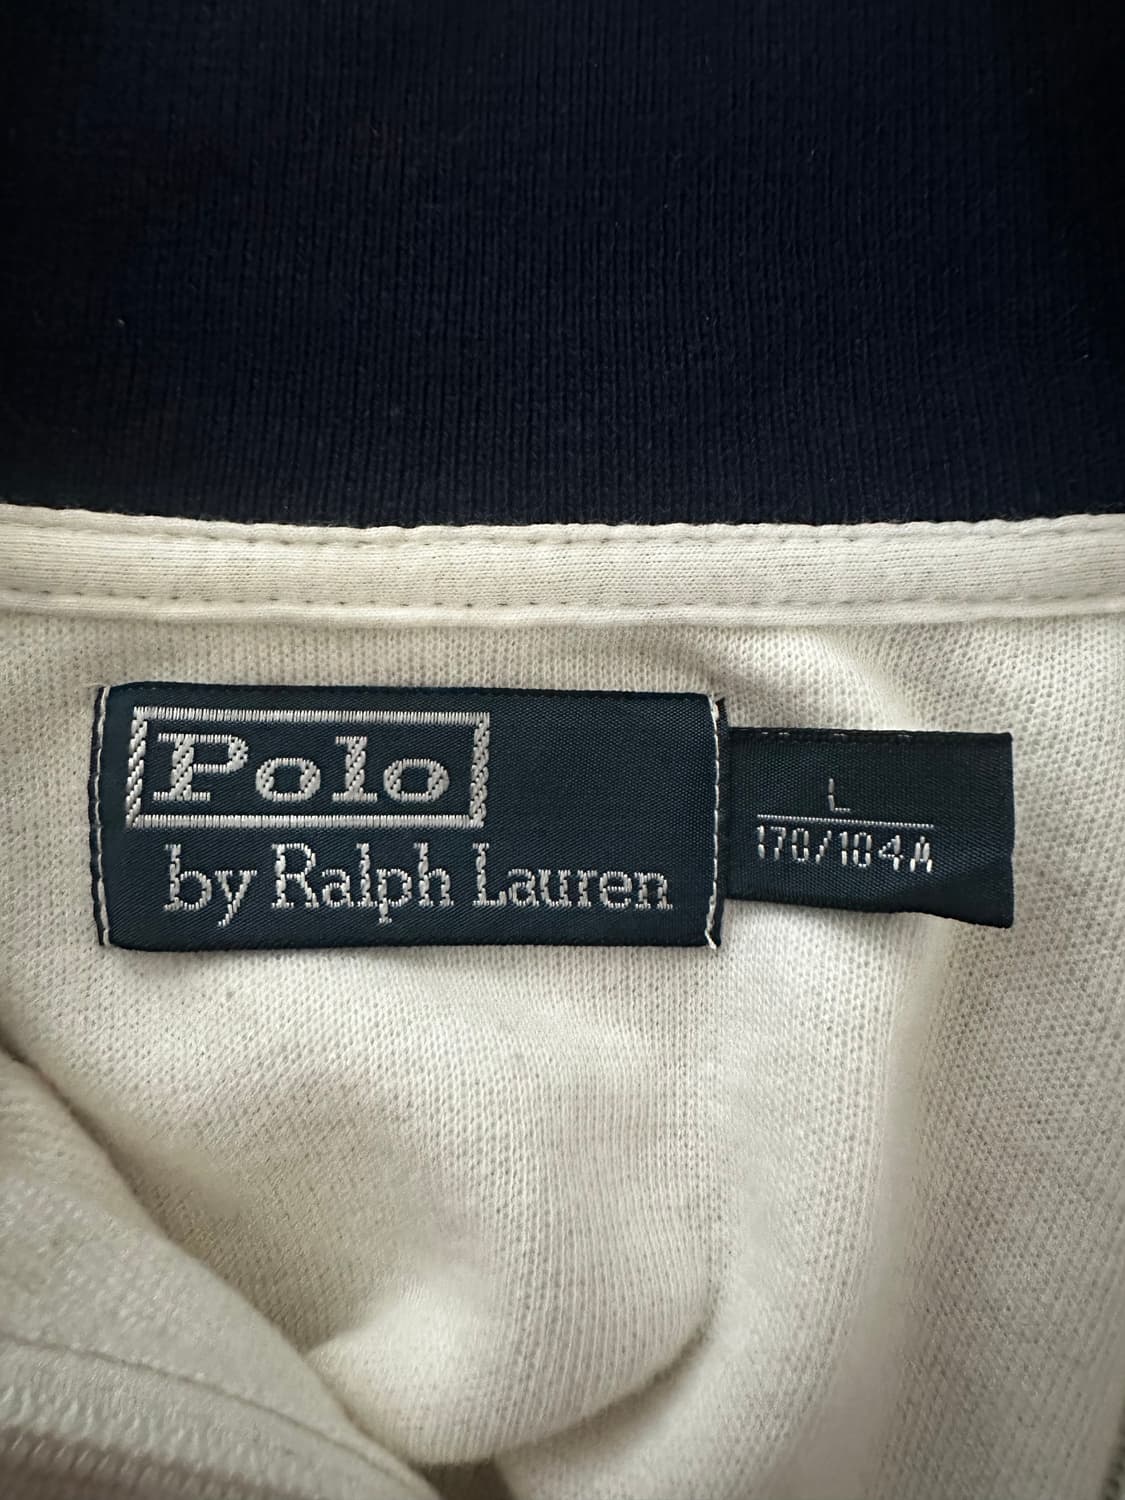 Polo
by Ralph Lauren
L
170/104A